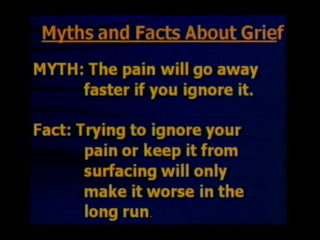 Myths and Facts About Grief
MYTH: The pain will go away
faster if you ignore it.
Fact: Trying to ignore your
pain or keep it from
surfacing will only
make it worse in the
long run.